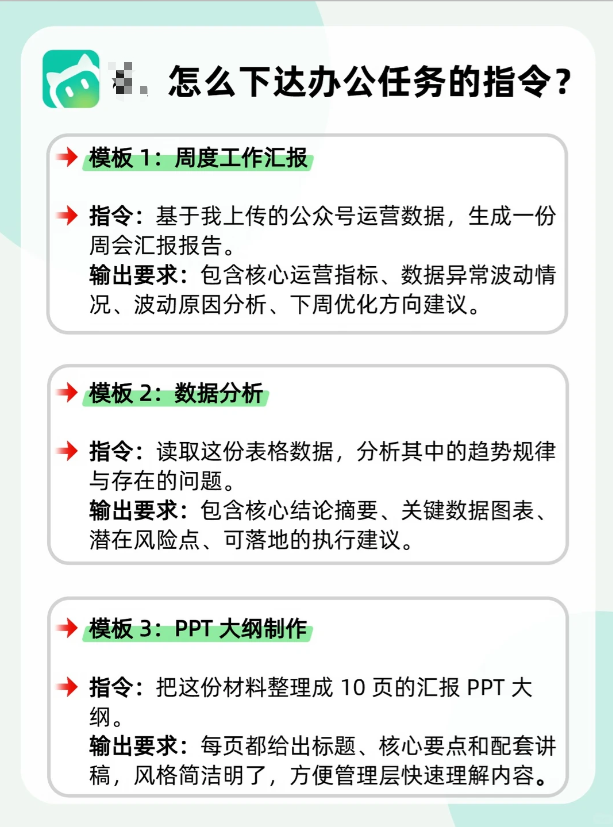 怎么下达办公任务的指令？
模板 1：周度工作汇报
指令：基于我上传的公众号运营数据，生成一份
周会汇报报告。
输出要求：包含核心运营指标、数据异常波动情
况、波动原因分析、下周优化方向建议。
模板 2：数据分析
指令：读取这份表格数据，分析其中的趋势规律
与存在的问题。
输出要求：包含核心结论摘要、关键数据图表、
潜在风险点、可落地的执行建议。
模板 3：PPT 大纲制作
指令：把这份材料整理成 10 页的汇报 PPT 大
纲。
输出要求：每页都给出标题、核心要点和配套讲
稿，风格简洁明了，方便管理层快速理解内容。